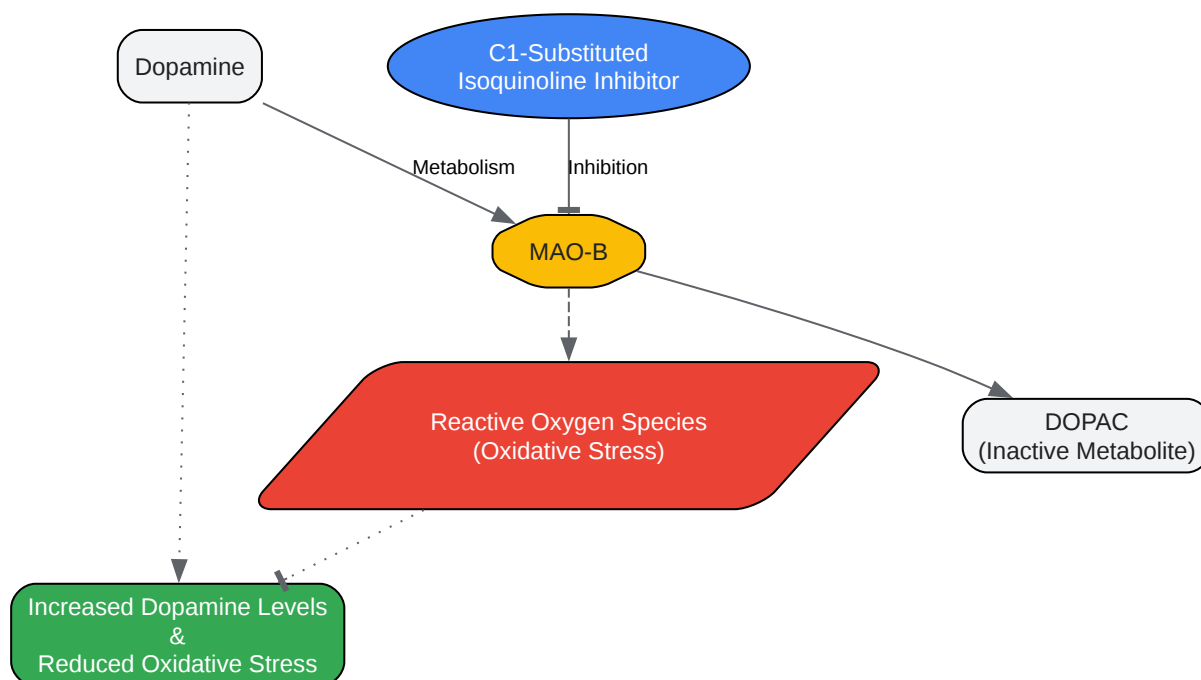 C1-Substituted
Isoquinoline Inhibitor
Dopamine
Metabolism
Inhibition
MAO-B
Reactive Oxygen Species
(Oxidative Stress)
DOPAC
(Inactive Metabolite)
Increased Dopamine Levels
&
Reduced Oxidative Stress